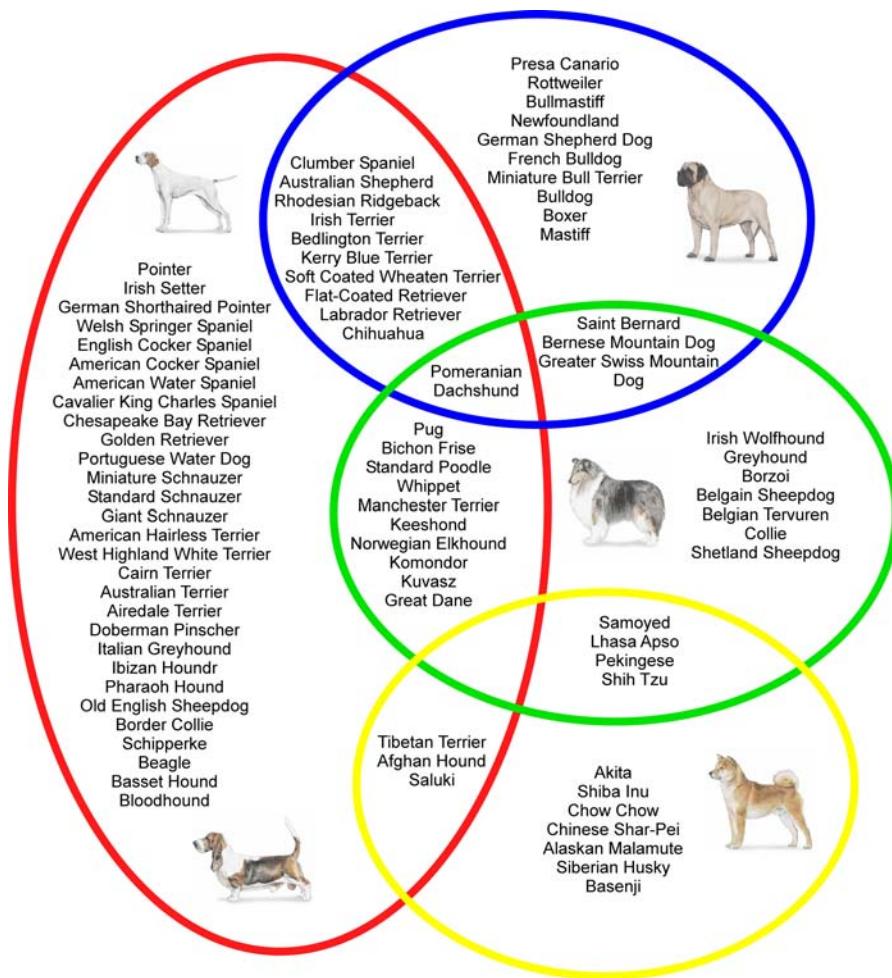 Presa Canario
Rottweiler
Bullmastiff
Newfoundland
German Shepherd Dog
French Bulldog
Miniature Bull Terrier
Bulldog
Boxer
Mastiff
Clumber Spaniel
Australian Shepherd
Rhodesian Ridgeback
Irish Terrier
Bedlington Terrier
Kerry Blue Terrier
Soft Coated Wheaten Terrier
Flat-Coated Retriever
Labrador Retriever
Chihuahua
Pointer
Irish Setter
German Shorthaired Pointer
Welsh Springer Spaniel
English Cocker Spaniel
American Cocker Spaniel
American Water Spaniel
Cavalier King Charles Spaniel
Chesapeake Bay Retriever
Golden Retriever
Portuguese Water Dog
Miniature Schnauzer
Standard Schnauzer
Giant Schnauzer
American Hairless Terrier
West Highland White Terrier
Cairn Terrier
Australian Terrier
Airedale Terrier
Doberman Pinscher
Italian Greyhound
Ibizan Houndr
Pharaoh Hound
Old English Sheepdog
Border Collie
Schipperke
Beagle
Basset Hound
Bloodhound
Saint Bernard
Bernese Mountain Dog
Greater Swiss Mountain
Dog
Pomeranian
Dachshund
Pug
Bichon Frise
Standard Poodle
Whippet
Manchester Terrier
Keeshond
Norwegian Elkhound
Komondor
Kuvasz
Great Dane
Irish Wolfhound
Greyhound
Borzoi
Belgain Sheepdog
Belgian Tervuren
Collie
Shetland Sheepdog
Samoyed
Lhasa Apso
Pekingese
Shih Tzu
Tibetan Terrier
Afghan Hound
Saluki
Akita
Shiba Inu
Chow Chow
Chinese Shar-Pei
Alaskan Malamute
Siberian Husky
Basenji